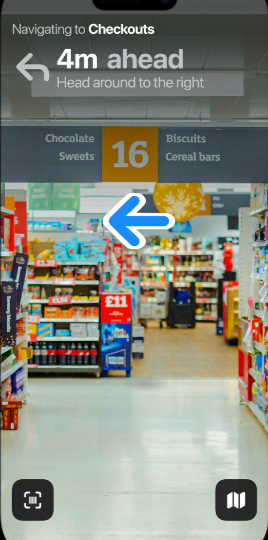 Navigating to Checkouts
4m ahead
Head around to the right
Chocolate
Sweets
16
Biscuits
Cereal bars
£11